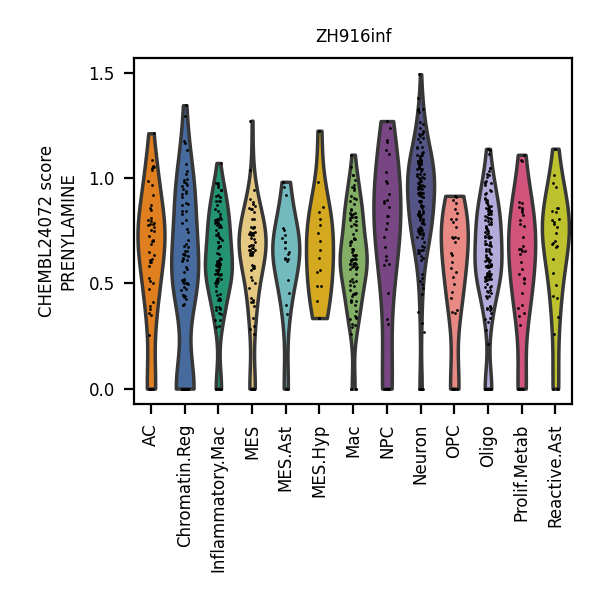 ZH916inf
CHEMBL24072 score
PRENYLAMINE
1.5
1.0
0.5
0.0
AC
Chromatin.Reg
Inflammatory.Mac
MES
MES.Ast
MES.Hyp
Mac
NPC
Neuron
OPC
Oligo
Prolif.Metab
Reactive.Ast